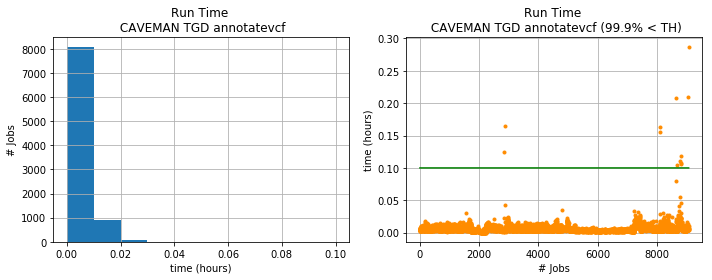 Run Time
CAVEMAN TGD annotatevcf
8000
7000
6000
5000
4000
3000
2000
1000
0
# Jobs
0.00 0.02 0.04 0.06 0.08 0.10
time (hours)
Run Time
CAVEMAN TGD annotatevcf (99.9% < TH)
0.30
0.25
0.20
0.15
0.10
0.05
0.00
time (hours)
0 2000 4000 6000 8000
# Jobs